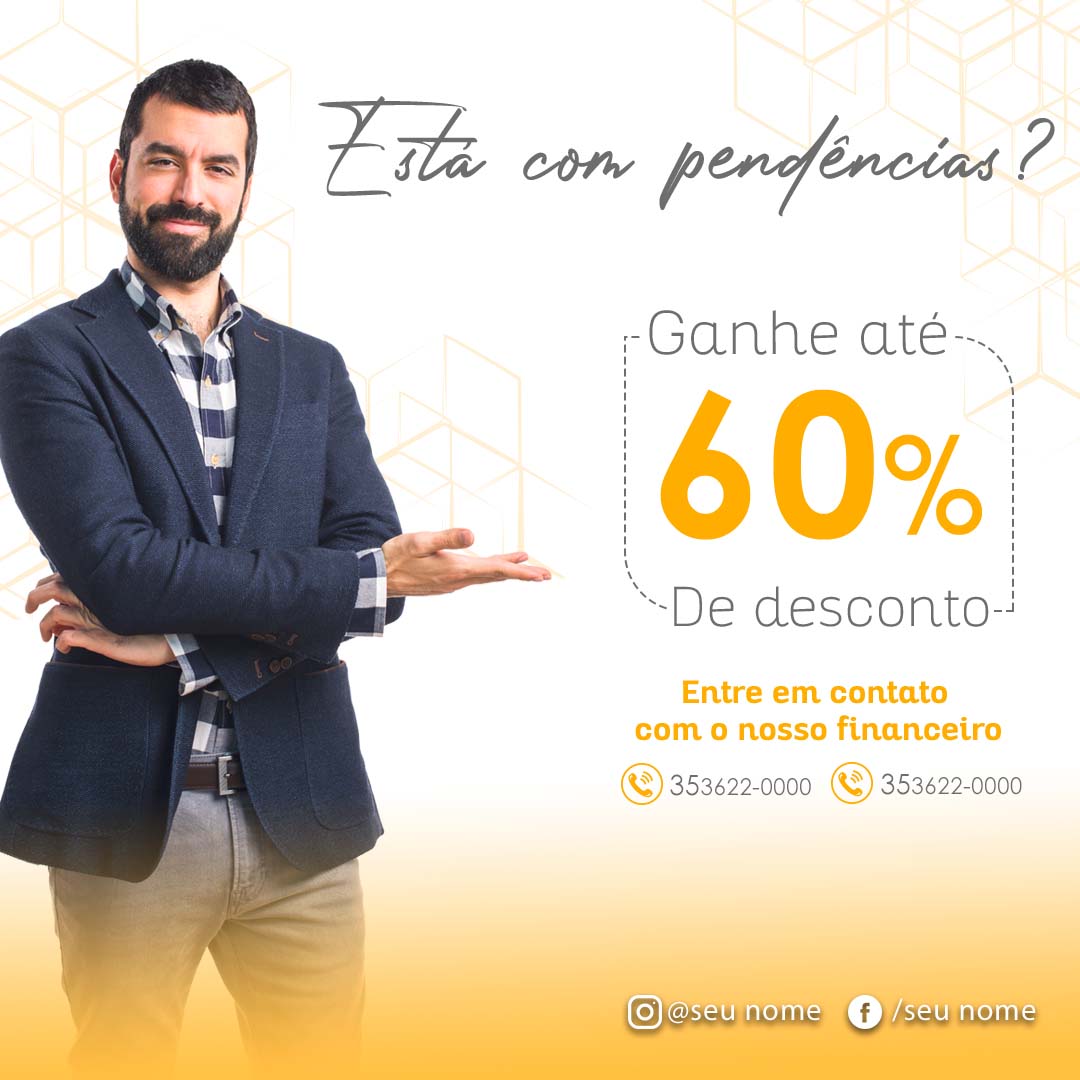 Está com pendências?
Ganhe até
60%
De desconto
Entre em contato
com o nosso financeiro
353622-0000 353622-0000
@seu nome /seu nome